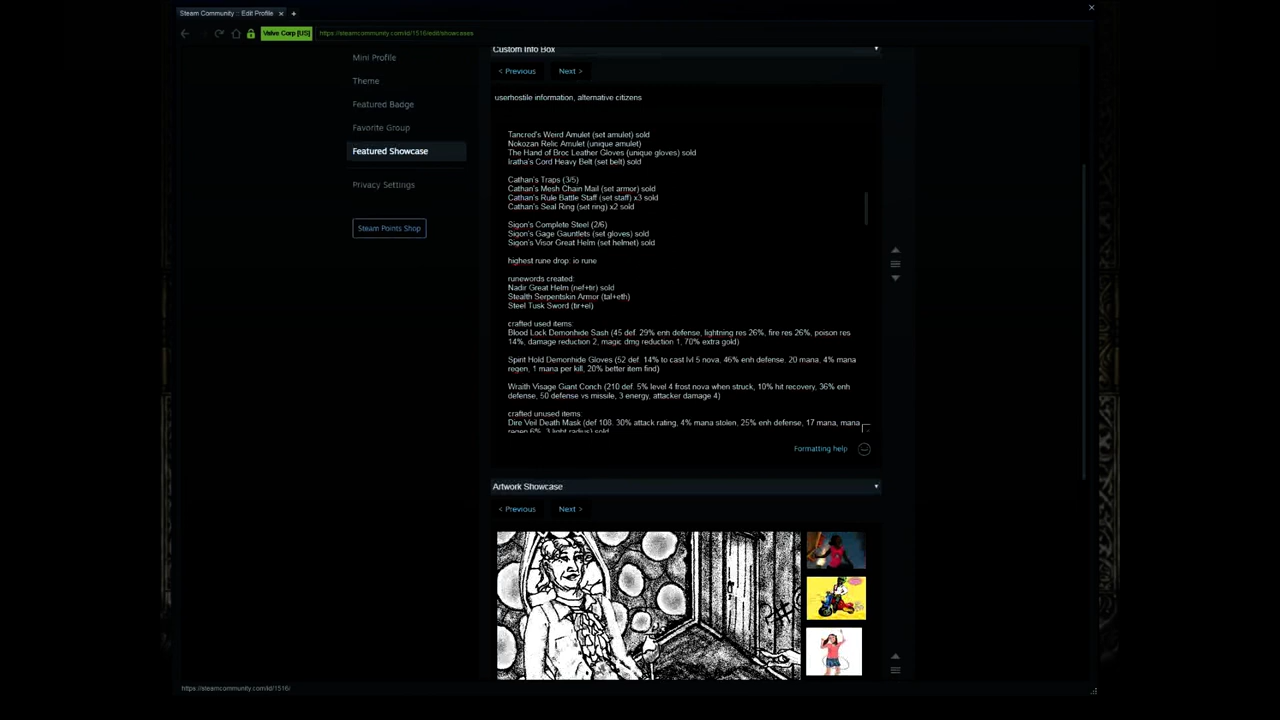 Steam Community :: Edit Profile
Valve Corp [US]
https://steamcommunity.com/id/1516/edit/showcases
Mini Profile
Theme
Featured Badge
Favorite Group
Featured Showcase
Privacy Settings
Steam Points Shop
Custom Info Box
< Previous
Next >
userhostile information, alternative citizens
Tancred's Weird Amulet (set amulet) sold
Nokozan Relic Amulet (unique amulet)
The Hand of Broc Leather Gloves (unique gloves) sold
Iratha's Cord Heavy Belt (set belt) sold
Cathan's Traps (3/5)
Cathan's Mesh Chain Mail (set armor) sold
Cathan's Rule Battle Staff (set staff) x3 sold
Cathan's Seal Ring (set ring) x2 sold
Sigon's Complete Steel (2/6)
Sigon's Gage Gauntlets (set gloves) sold
Sigon's Visor Great Helm (set helmet) sold
highest rune drop: io rune
runewords created:
Nadir Great Helm (nef+tir) sold
Stealth Serpentskin Armor (tal+eth)
Steel Tusk Sword (tir+el)
crafted used items:
Blood Lock Demonhide Sash (45 def. 29% enh defense, lightning res 26%, fire res 26%, poison res
14%, damage reduction 2, magic dmg reduction 1, 70% extra gold)
Spirit Hold Demonhide Gloves (52 def. 14% to cast lvl 5 nova, 46% enh defense, 20 mana, 4% mana
regen, 1 mana per kill, 20% better item find)
Wraith Visage Giant Conch (210 def. 5% level 4 frost nova when struck, 10% hit recovery, 36% enh
defense, 50 defense vs missile, 3 energy, attacker damage 4)
crafted unused items:
Dire Veil Death Mask (def 108. 30% attack rating, 4% mana stolen, 25% enh defense, 17 mana, mana
regen 6%, 3 light radius) sold
Formatting help
Artwork Showcase
< Previous
Next >
https://steamcommunity.com/id/1516/